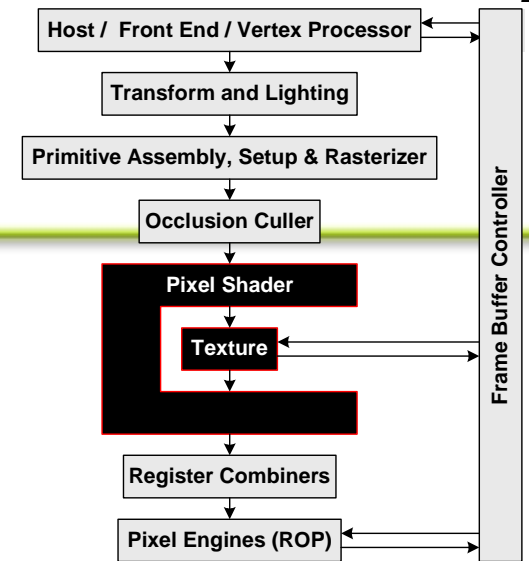 Host / Front End / Vertex Processor
Transform and Lighting
Primitive Assembly, Setup & Rasterizer
Occlusion Culler
Pixel Shader
Texture
Register Combiners
Pixel Engines (ROP)
Frame Buffer Controller